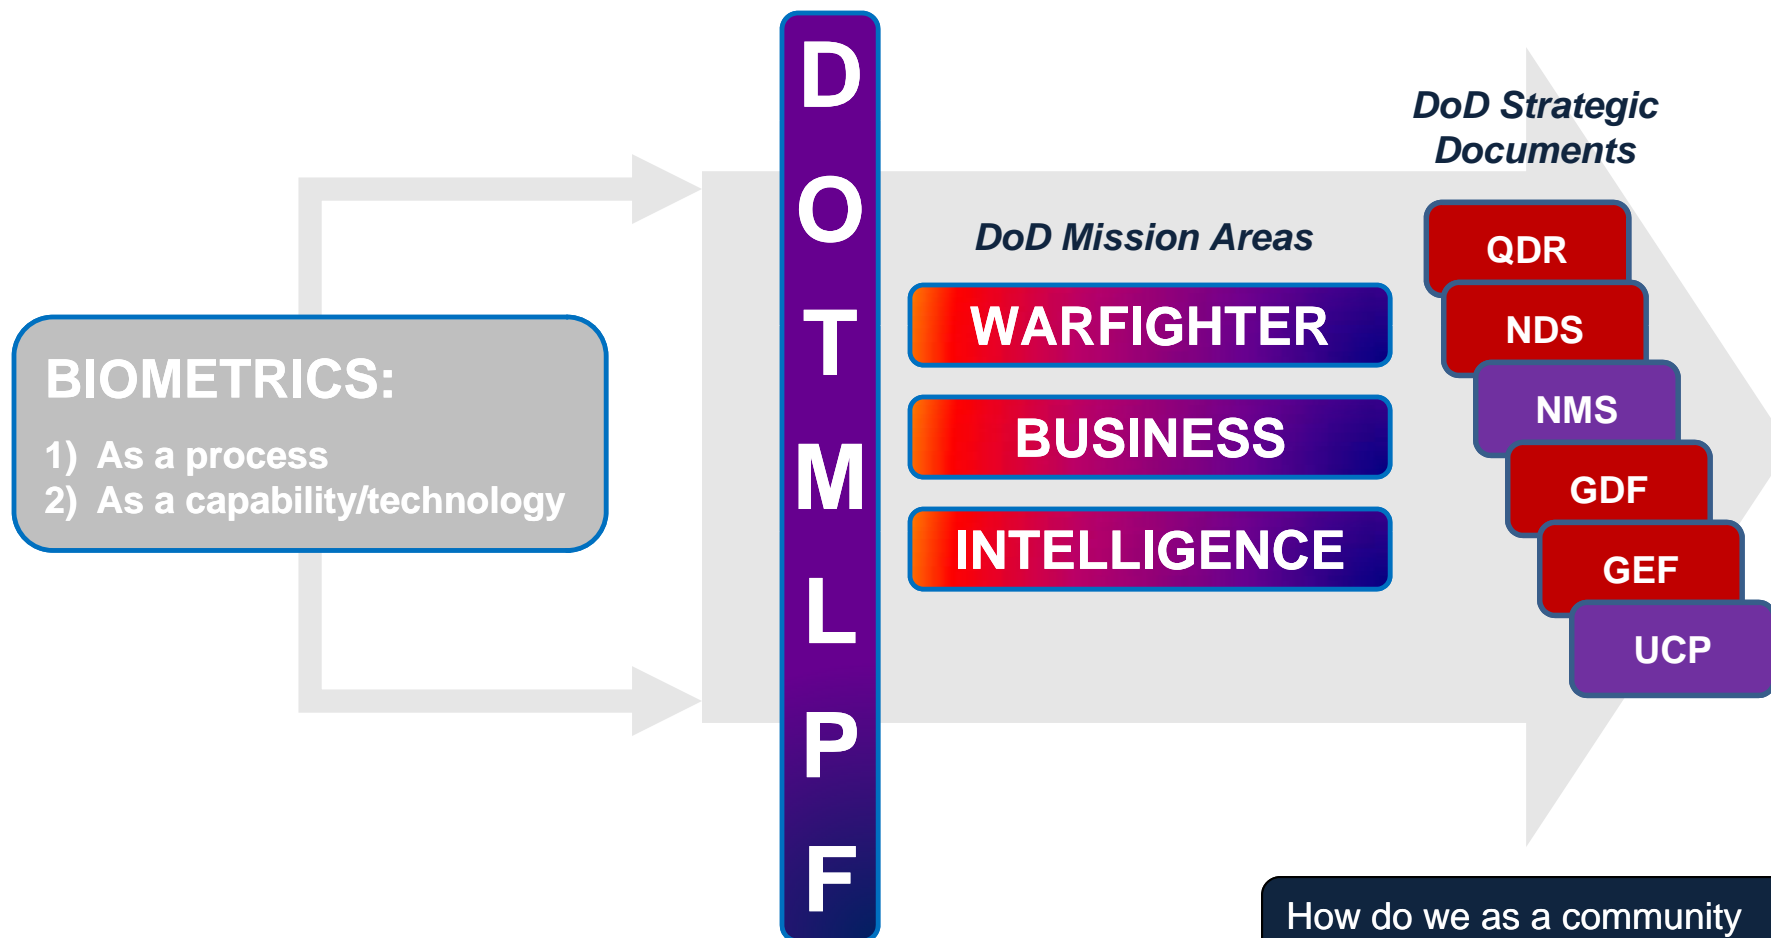 BIOMETRICS:
1) As a process
2) As a capability/technology
D
O
T
M
L
P
F
DoD Mission Areas
WARFIGHTER
BUSINESS
INTELLIGENCE
DoD Strategic
Documents
QDR
NDS
NMS
GDF
GEF
UCP
How do we as a community